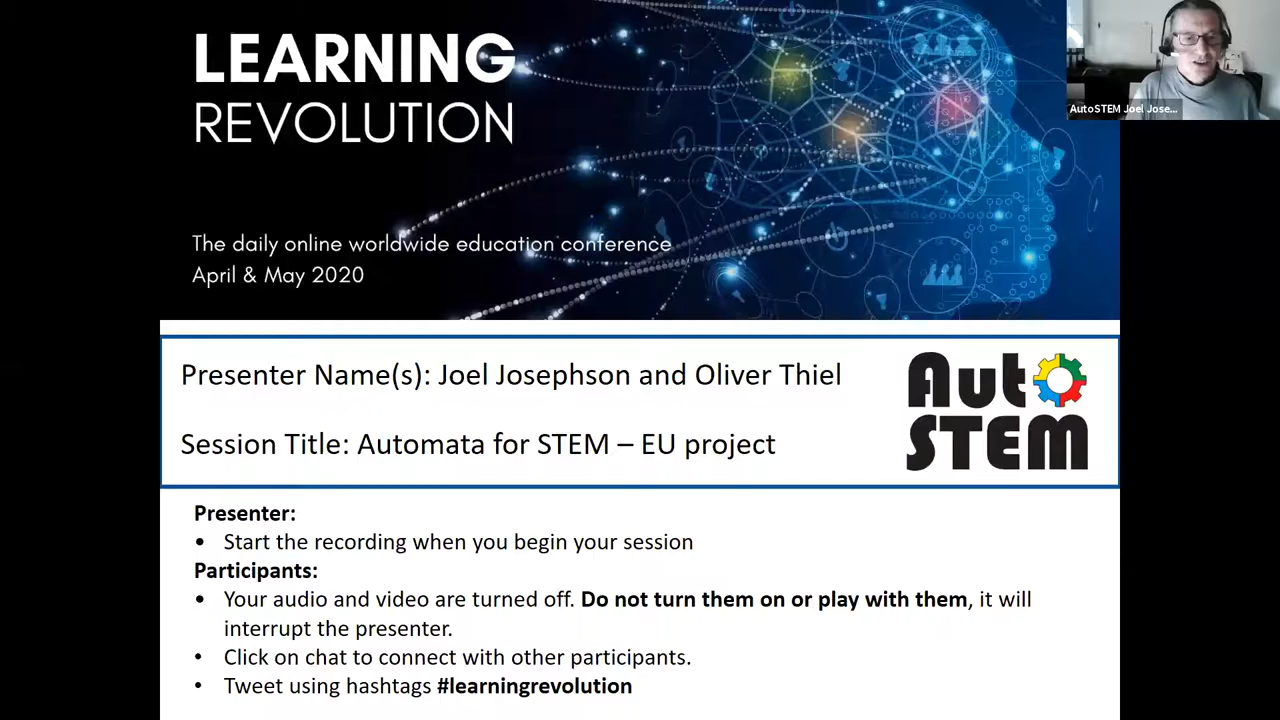 LEARNING
REVOLUTION
The daily online worldwide education conference
April & May 2020
AutoSTEM Joel Jose...
Presenter Name(s): Joel Josephson and Oliver Thiel
Session Title: Automata for STEM – EU project
Aut
STEM
Presenter:
• Start the recording when you begin your session
Participants:
• Your audio and video are turned off. Do not turn them on or play with them, it will
interrupt the presenter.
• Click on chat to connect with other participants.
• Tweet using hashtags #learningrevolution